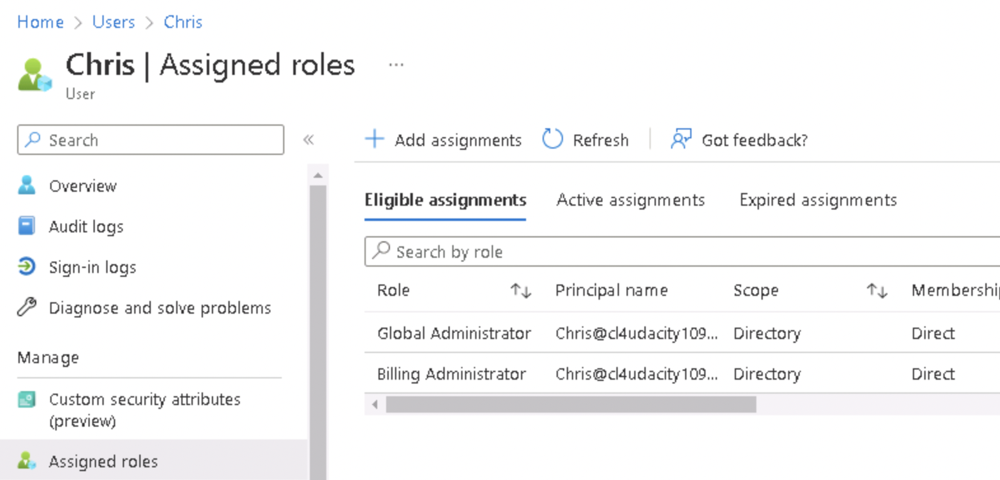 Home > Users > Chris
Chris | Assigned roles ...
User
Search «
Overview
Audit logs
Sign-in logs
Diagnose and solve problems
Manage
Custom security attributes
(preview)
Assigned roles
+ Add assignments Refresh | Got feedback?
Eligible assignments Active assignments Expired assignments
Search by role
Role ↑↓ Principal name Scope ↑↓ Membershi
Global Administrator Chris@cl4udacity109... Directory Direct
Billing Administrator Chris@cl4udacity109... Directory Direct